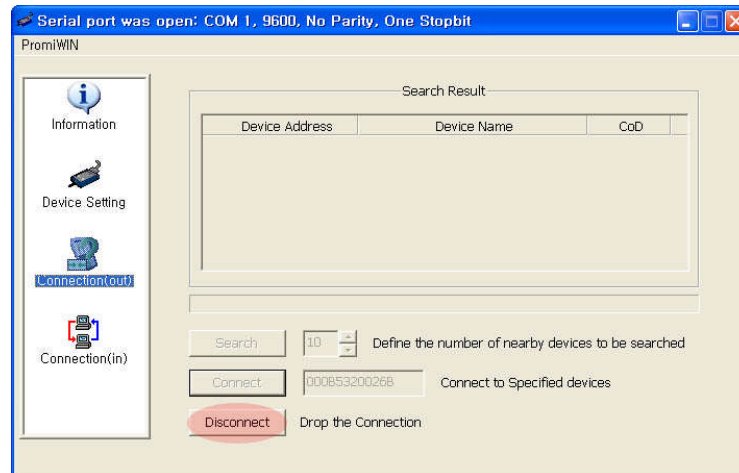 Serial port was open: COM 1, 9600, No Parity, One Stopbit
PromiWIN
Information
Device Setting
Connection(out)
Connection(in)
Search Result
Device Address Device Name CoD
Search 10 Define the number of nearby devices to be searched
Connect 000B53200268 Connect to Specified devices
Disconnect Drop the Connection